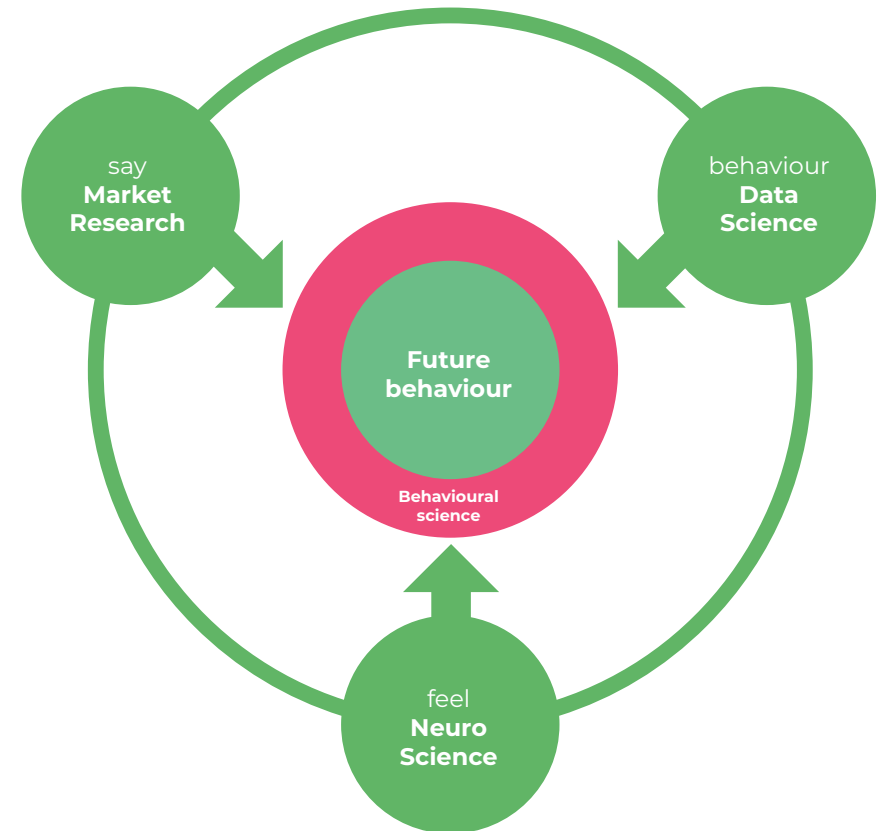 say
Market
Research
behaviour
Data
Science
Future
behaviour
Behavioural
science
feel
Neuro
Science